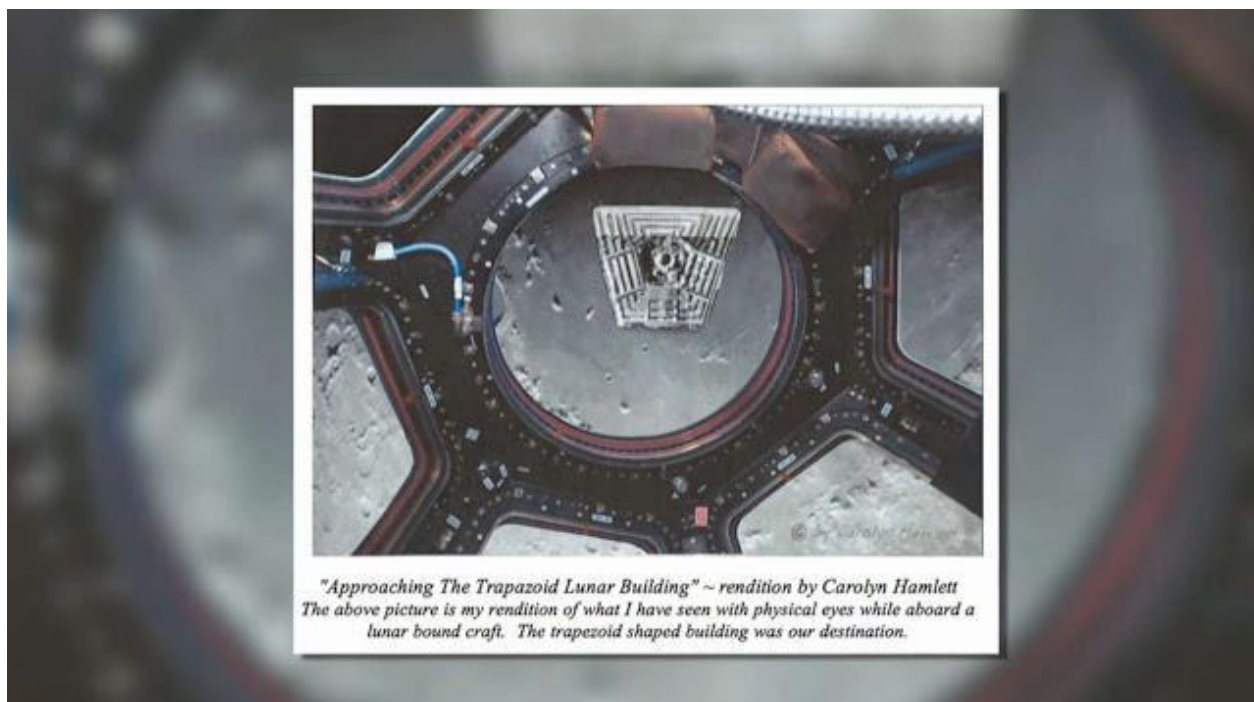 "Approaching The Trapazoid Lunar Building" ~ rendition by Carolyn Hamlett
The above picture is my rendition of what I have seen with physical eyes while aboard a
lunar bound craft. The trapezoid shaped building was our destination.